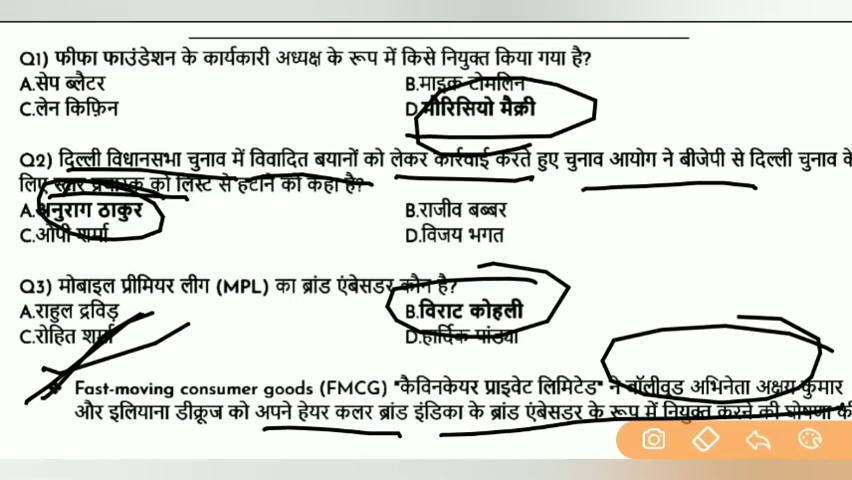 Q1) फीफा फाउंडेशन के कार्यकारी अध्यक्ष के रूप में किसे नियुक्त किया गया है?
A.सेप ब्लैटर B.माइक टोमलिन
C.लेन किफ़िन D.मौरिसियो मैक्री
Q2) दिल्ली विधानसभा चुनाव में विवादित बयानों को लेकर कार्रवाई करते हुए चुनाव आयोग ने बीजेपी से दिल्ली चुनाव के
लिए स्टार प्रचारक की लिस्ट से हटाने को कहा है?
A.अनुराग ठाकुर B.राजीव बब्बर
C.ओपी शर्मा D.विजय भगत
Q3) मोबाइल प्रीमियर लीग (MPL) का ब्रांड एंबेसडर कौन है?
A.राहुल द्रविड़ B.विराट कोहली
C.रोहित शर्मा D.हार्दिक पांड्या
Fast-moving consumer goods (FMCG) "कैविनकेयर प्राइवेट लिमिटेड" ने बॉलीवुड अभिनेता अक्षय कुमार
और इलियाना डीक्रूज को अपने हेयर कलर ब्रांड इंडिका के ब्रांड एंबेसडर के रूप में नियुक्त करने की घोषणा की